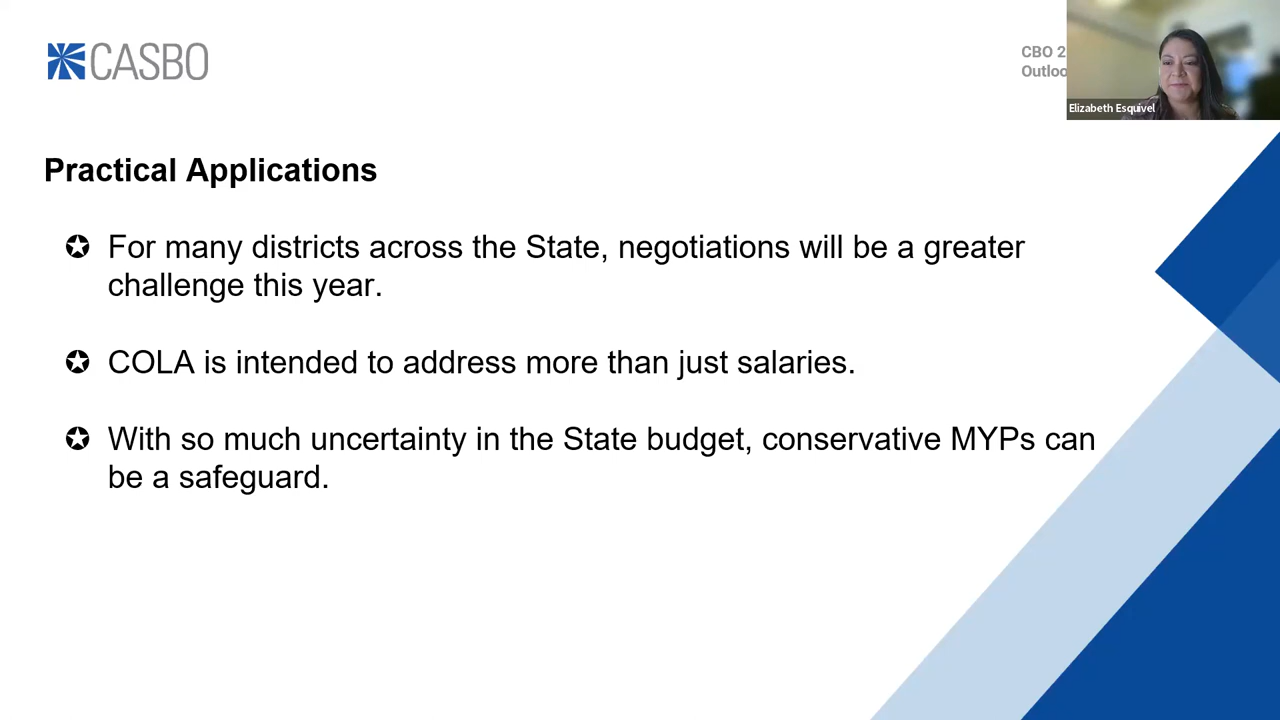 CASBO
CBO 2
Outloo
Elizabeth Esquivel
Practical Applications
For many districts across the State, negotiations will be a greater
challenge this year.
COLA is intended to address more than just salaries.
With so much uncertainty in the State budget, conservative MYPs can
be a safeguard.